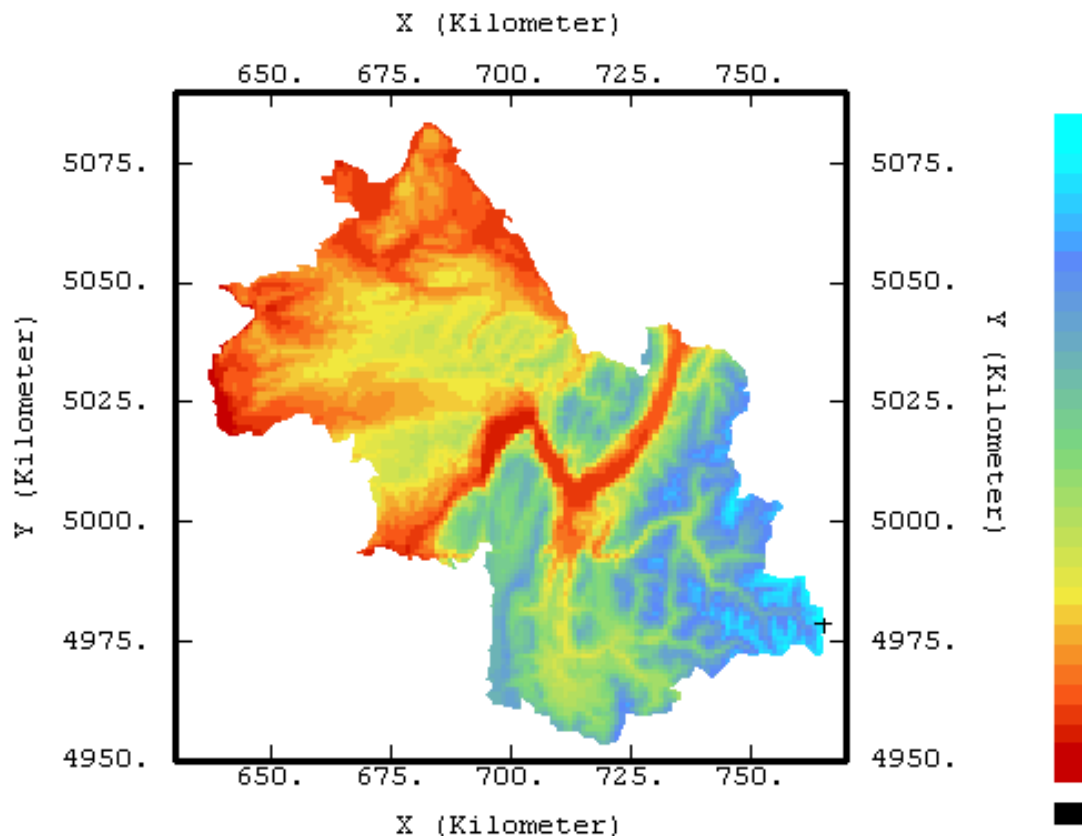 X (Kilometer)
650. 675. 700. 725. 750.
5075. 5075.
5050. 5050.
5025. 5025.
5000. 5000.
4975. 4975.
4950. 4950.
Y (Kilometer)
Y (Kilometer)
650. 675. 700. 725. 750.
X (Kilometer)